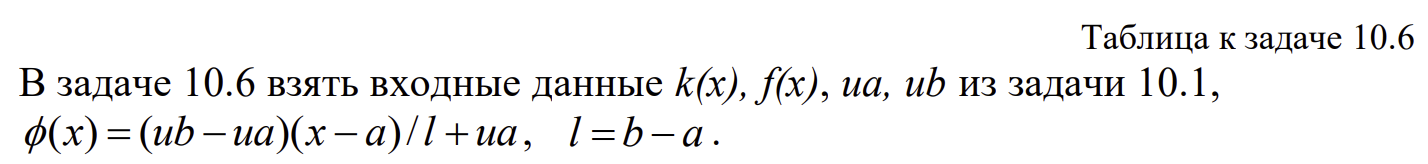 Таблица к задаче 10.6
В задаче 10.6 взять входные данные k(x), f(x), ua, ub из задачи 10.1,
ϕ(x) = (ub − ua)(x − a) / l + ua, l = b − a.